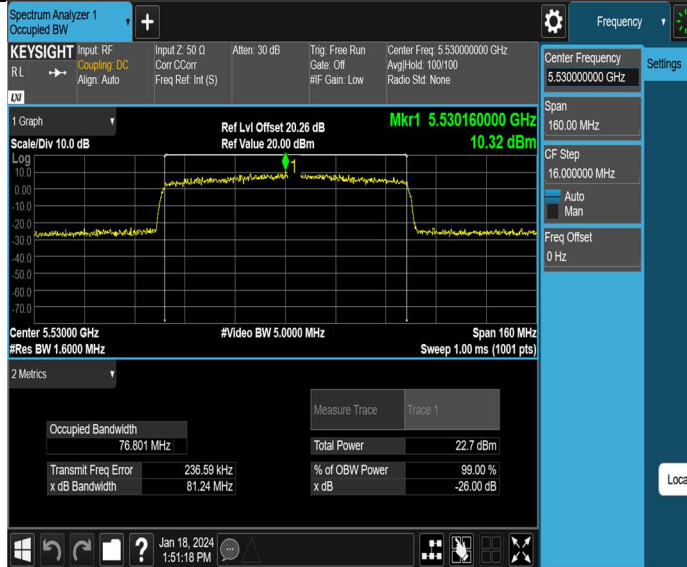 Spectrum Analyzer 1
Occupied BW
Frequency
KEYSIGHT
RL
LXI
Input: RF
Coupling: DC
Align: Auto
Input Z: 50 Ω
Corr CCorr
Freq Ref: Int (S)
Atten: 30 dB
Trig: Free Run
Gate: Off
#IF Gain: Low
Center Freq: 5.530000000 GHz
Avg|Hold: 100/100
Radio Std: None
Center Frequency
5.530000000 GHz
Settings
Span
160.00 MHz
CF Step
16.000000 MHz
Auto
Man
Freq Offset
0 Hz
1 Graph
Scale/Div 10.0 dB
Ref Lvl Offset 20.26 dB
Ref Value 20.00 dBm
Mkr1 5.530160000 GHz
10.32 dBm
Log
10.0
0.00
-10.0
-20.0
-30.0
-40.0
-50.0
-60.0
-70.0
1
Center 5.53000 GHz
#Res BW 1.6000 MHz
#Video BW 5.0000 MHz
Span 160 MHz
Sweep 1.00 ms (1001 pts)
2 Metrics
Measure Trace
Trace 1
Occupied Bandwidth
76.801 MHz
Total Power
22.7 dBm
Transmit Freq Error
236.59 kHz
% of OBW Power
99.00 %
x dB Bandwidth
81.24 MHz
x dB
-26.00 dB
Loca
Jan 18, 2024
1:51:18 PM